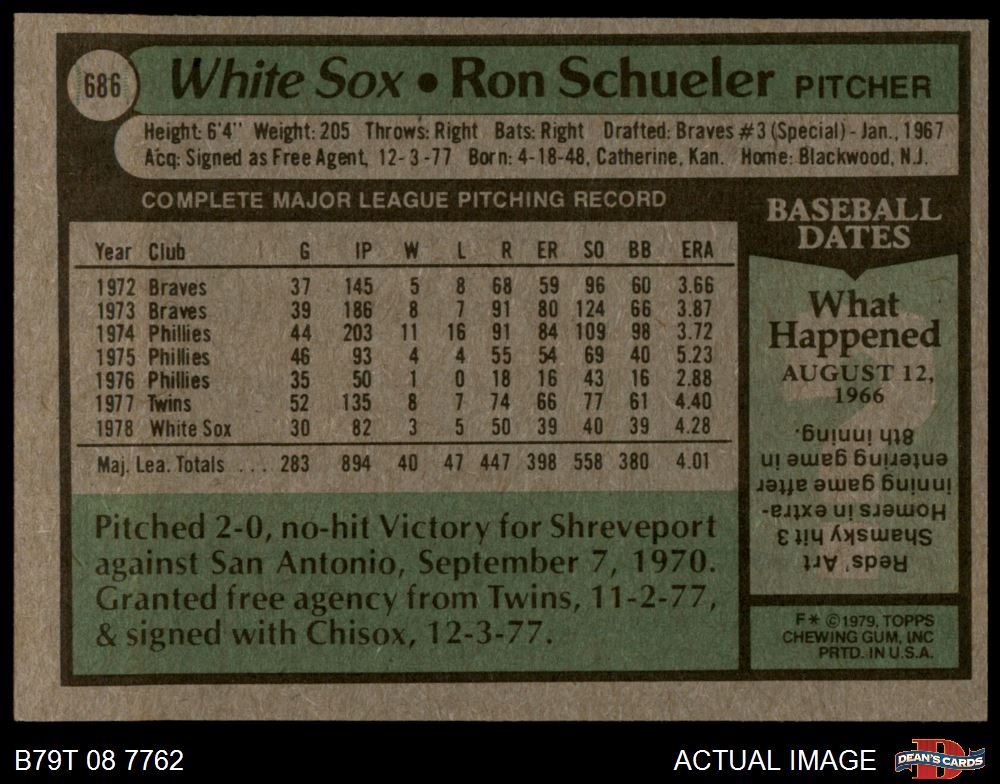 686
White Sox • Ron Schueler PITCHER
Height: 6'4" Weight: 205 Throws: Right Bats: Right Drafted: Braves #3 (Special) - Jan., 1967
Acq: Signed as Free Agent, 12-3-77 Born: 4-18-48, Catherine, Kan. Home: Blackwood, N.J.
COMPLETE MAJOR LEAGUE PITCHING RECORD
Year Club G IP W L R ER SO BB ERA
1972 Braves 37 145 5 8 68 59 96 60 3.66
1973 Braves 39 186 8 7 91 80 124 66 3.87
1974 Phillies 44 203 11 16 91 84 109 98 3.72
1975 Phillies 46 93 4 4 55 54 69 40 5.23
1976 Phillies 35 50 1 0 18 16 43 16 2.88
1977 Twins 52 135 8 7 74 66 77 61 4.40
1978 White Sox 30 82 3 5 50 39 40 39 4.28
Maj. Lea. Totals ... 283 894 40 47 447 398 558 380 4.01
Pitched 2-0, no-hit Victory for Shreveport
against San Antonio, September 7, 1970.
Granted free agency from Twins, 11-2-77,
& signed with Chisox, 12-3-77.
BASEBALL
DATES
What
Happened
AUGUST 12,
1966
Reds' Art
Shamsky hit 3
Homers in extra-
inning game after
entering game in
8th inning.
F* ©1979, TOPPS
CHEWING GUM, INC
PRTD. IN U.S.A.
B79T 08 7762
ACTUAL IMAGE
D
DEAN'S CARDS